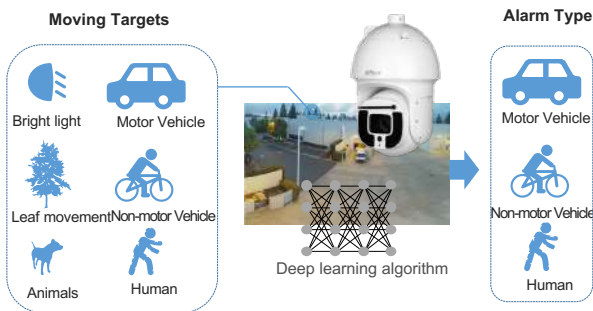 Moving Targets
Alarm Type
Bright light
Motor Vehicle
Leaf movement
Non-motor Vehicle
Animals
Human
Deep learning algorithm
Motor Vehicle
Non-motor Vehicle
Human